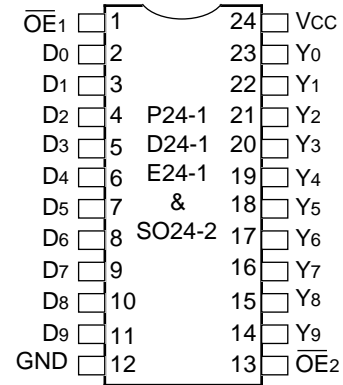 O̅E̅1 1 24 VCC
D0 2 23 Y0
D1 3 22 Y1
D2 4 P24-1 21 Y2
D3 5 D24-1 20 Y3
D4 6 E24-1 19 Y4
D5 7 & 18 Y5
D6 8 SO24-2 17 Y6
D7 9 16 Y7
D8 10 15 Y8
D9 11 14 Y9
GND 12 13 O̅E̅2